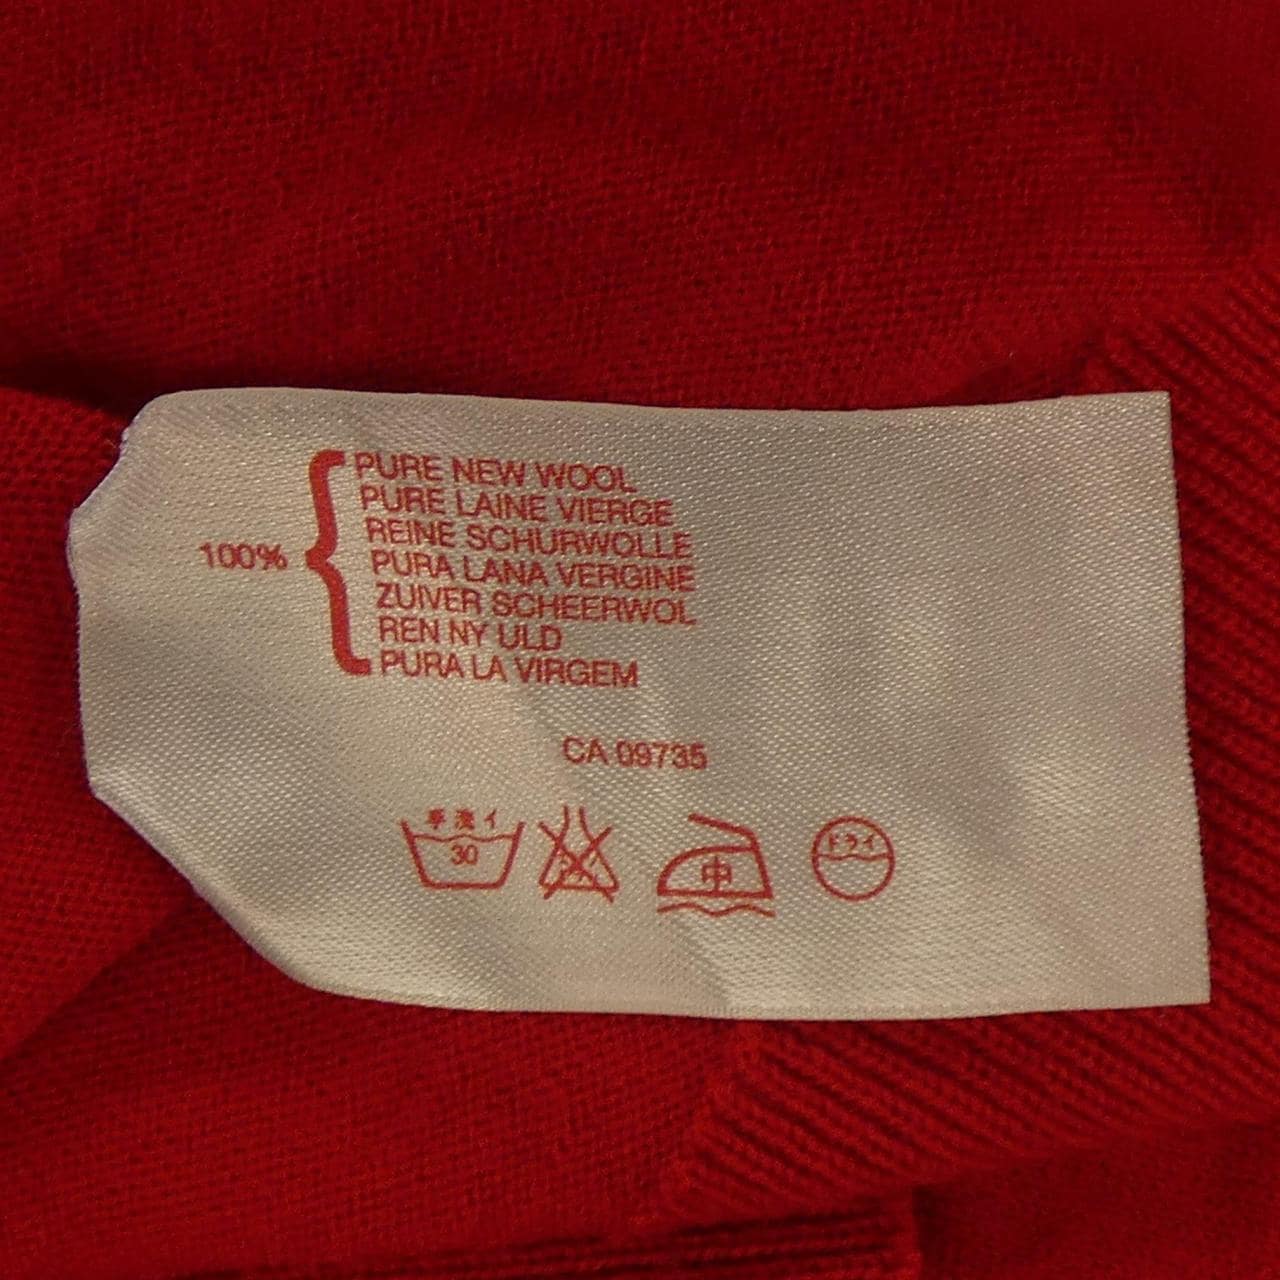 100%
PURE NEW WOOL
PURE LAINE VIERGE
REINE SCHURWOLLE
PURA LANA VERGINE
ZUIVER SCHEERWOL
REN NY ULD
PURA LA VIRGEM
CA 09735
手洗イ
30
中
ドライ